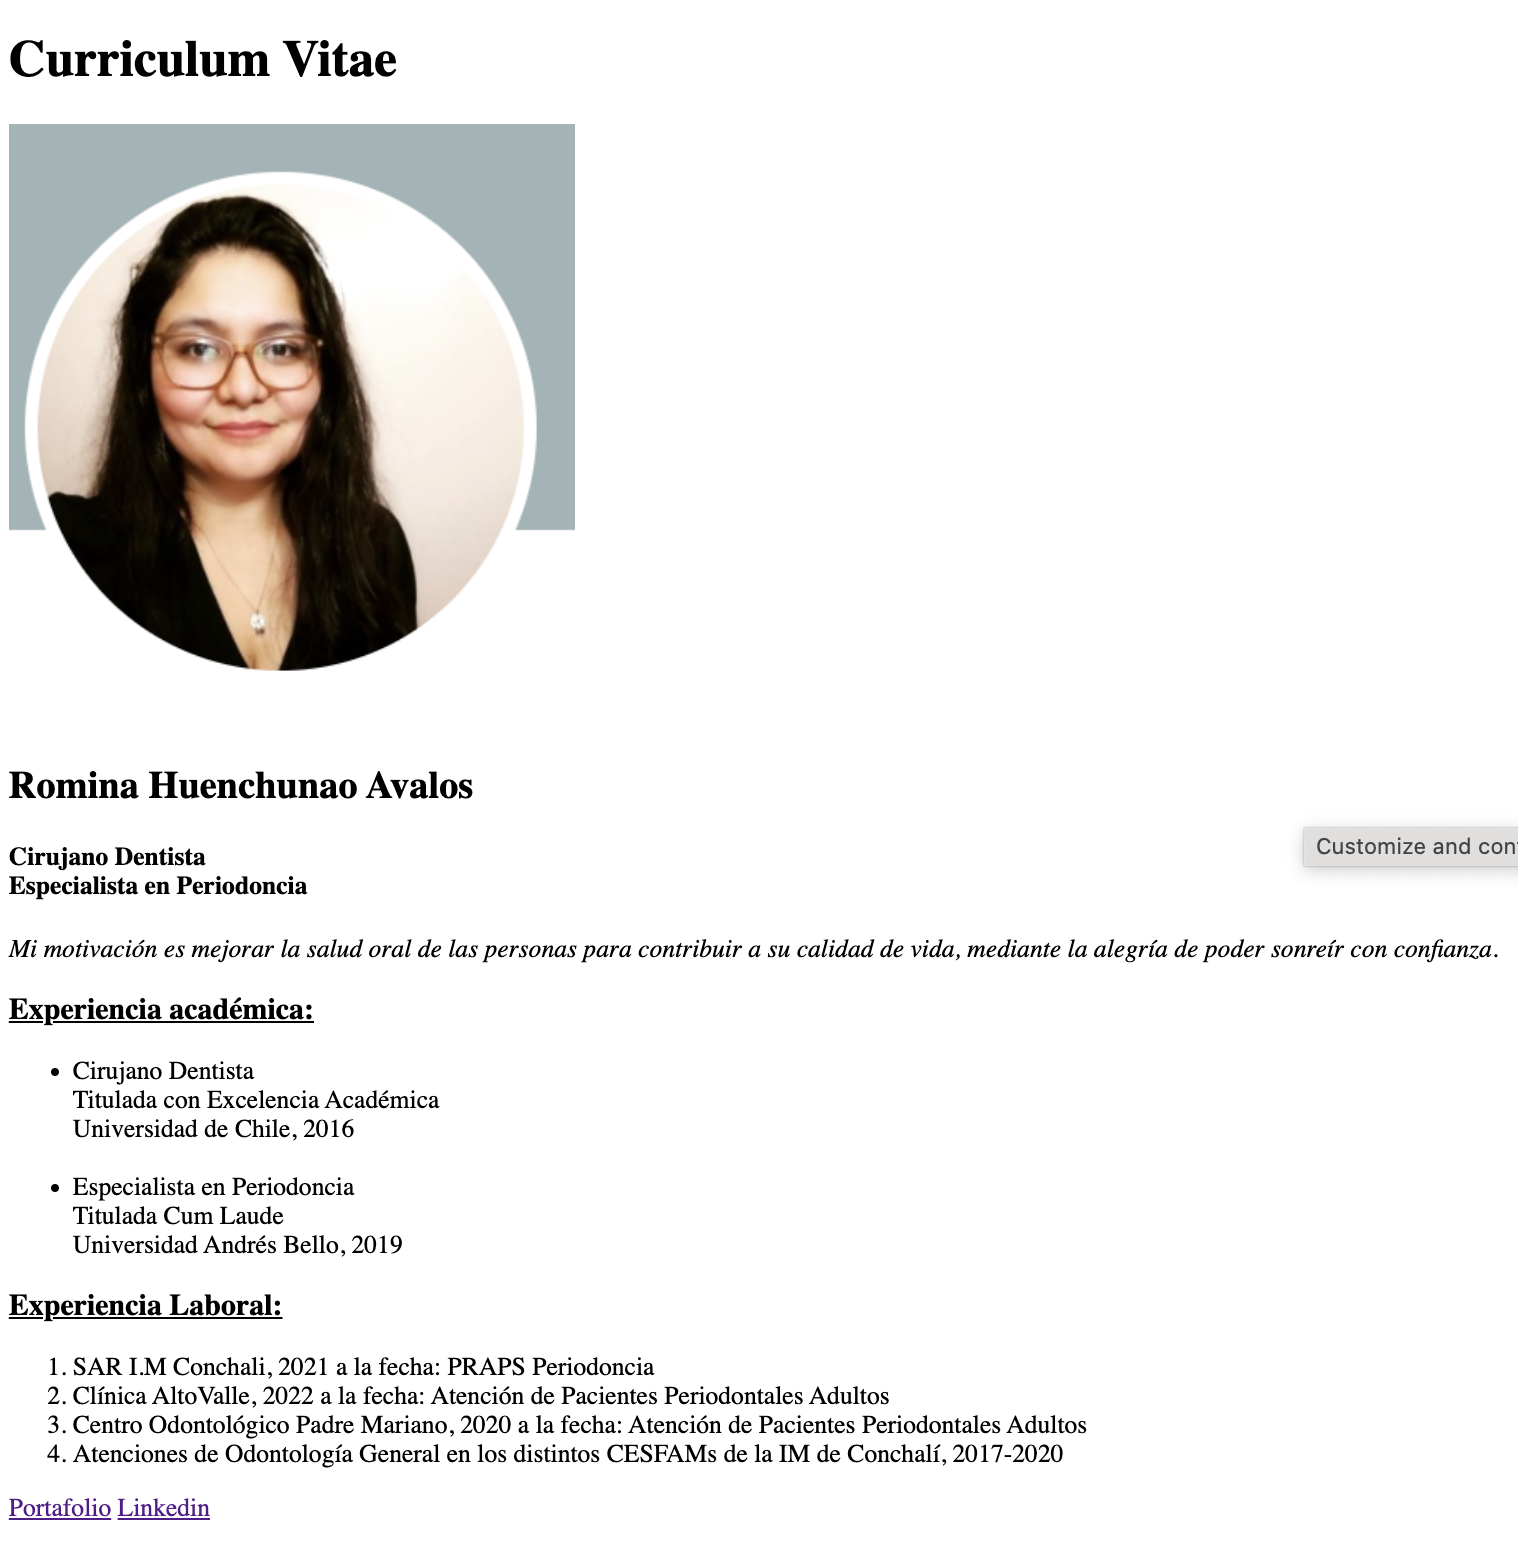 Curriculum Vitae
Romina Huenchunao Avalos
Cirujano Dentista
Especialista en Periodoncia
Customize and con
Mi motivación es mejorar la salud oral de las personas para contribuir a su calidad de vida, mediante la alegría de poder sonreír con confianza.
Experiencia académica:
• Cirujano Dentista
Titulada con Excelencia Académica
Universidad de Chile, 2016
• Especialista en Periodoncia
Titulada Cum Laude
Universidad Andrés Bello, 2019
Experiencia Laboral:
1. SAR I.M Conchali, 2021 a la fecha: PRAPS Periodoncia
2. Clínica AltoValle, 2022 a la fecha: Atención de Pacientes Periodontales Adultos
3. Centro Odontológico Padre Mariano, 2020 a la fecha: Atención de Pacientes Periodontales Adultos
4. Atenciones de Odontología General en los distintos CESFAMs de la IM de Conchalí, 2017-2020
Portafolio Linkedin